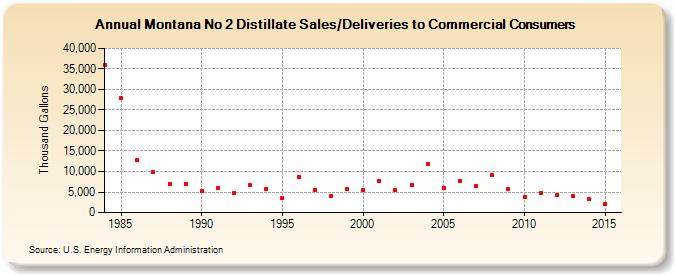 Annual Montana No 2 Distillate Sales/Deliveries to Commercial Consumers
Thousand Gallons
40,000
35,000
30,000
25,000
20,000
15,000
10,000
5,000
0
1985 1990 1995 2000 2005 2010 2015
Source: U.S. Energy Information Administration